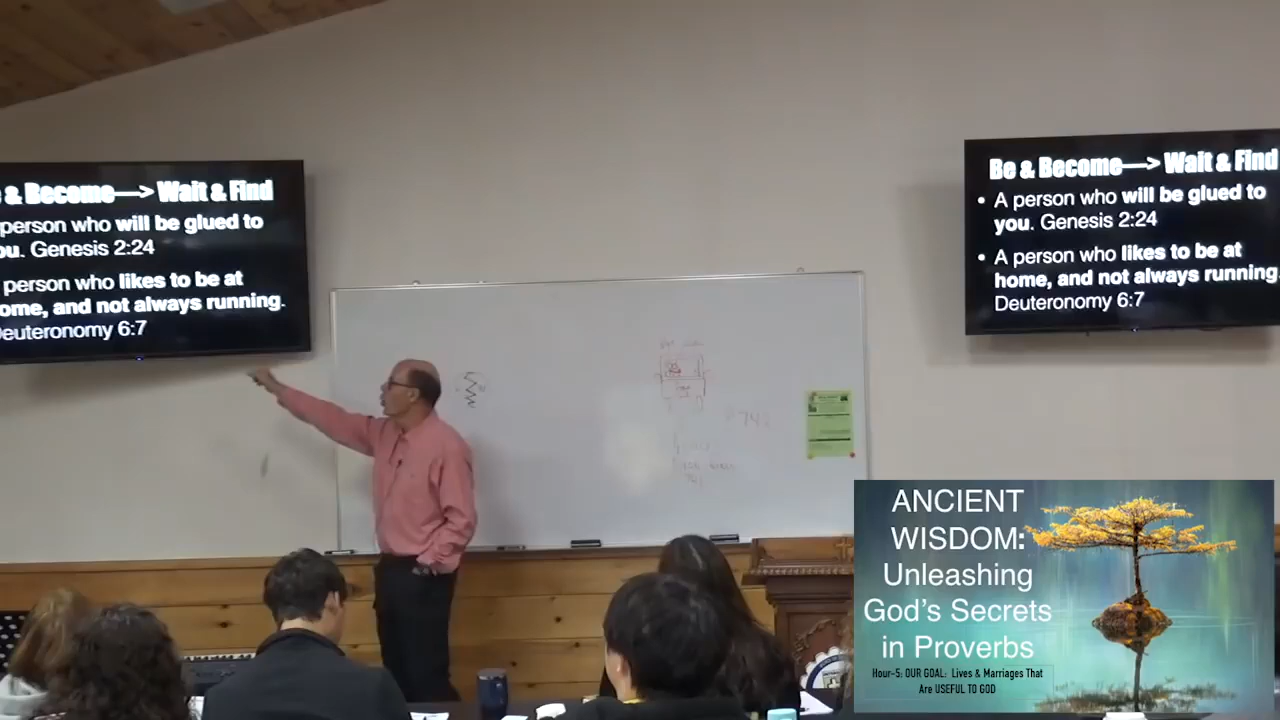 & Become—> Wait & Find
person who will be glued to
ou. Genesis 2:24
person who likes to be at
ome, and not always running.
Deuteronomy 6:7
Be & Become—> Wait & Find
• A person who will be glued to
you. Genesis 2:24
• A person who likes to be at
home, and not always running.
Deuteronomy 6:7
ANCIENT
WISDOM:
Unleashing
God's Secrets
in Proverbs
Hour-5: OUR GOAL: Lives & Marriages That
Are USEFUL TO GOD